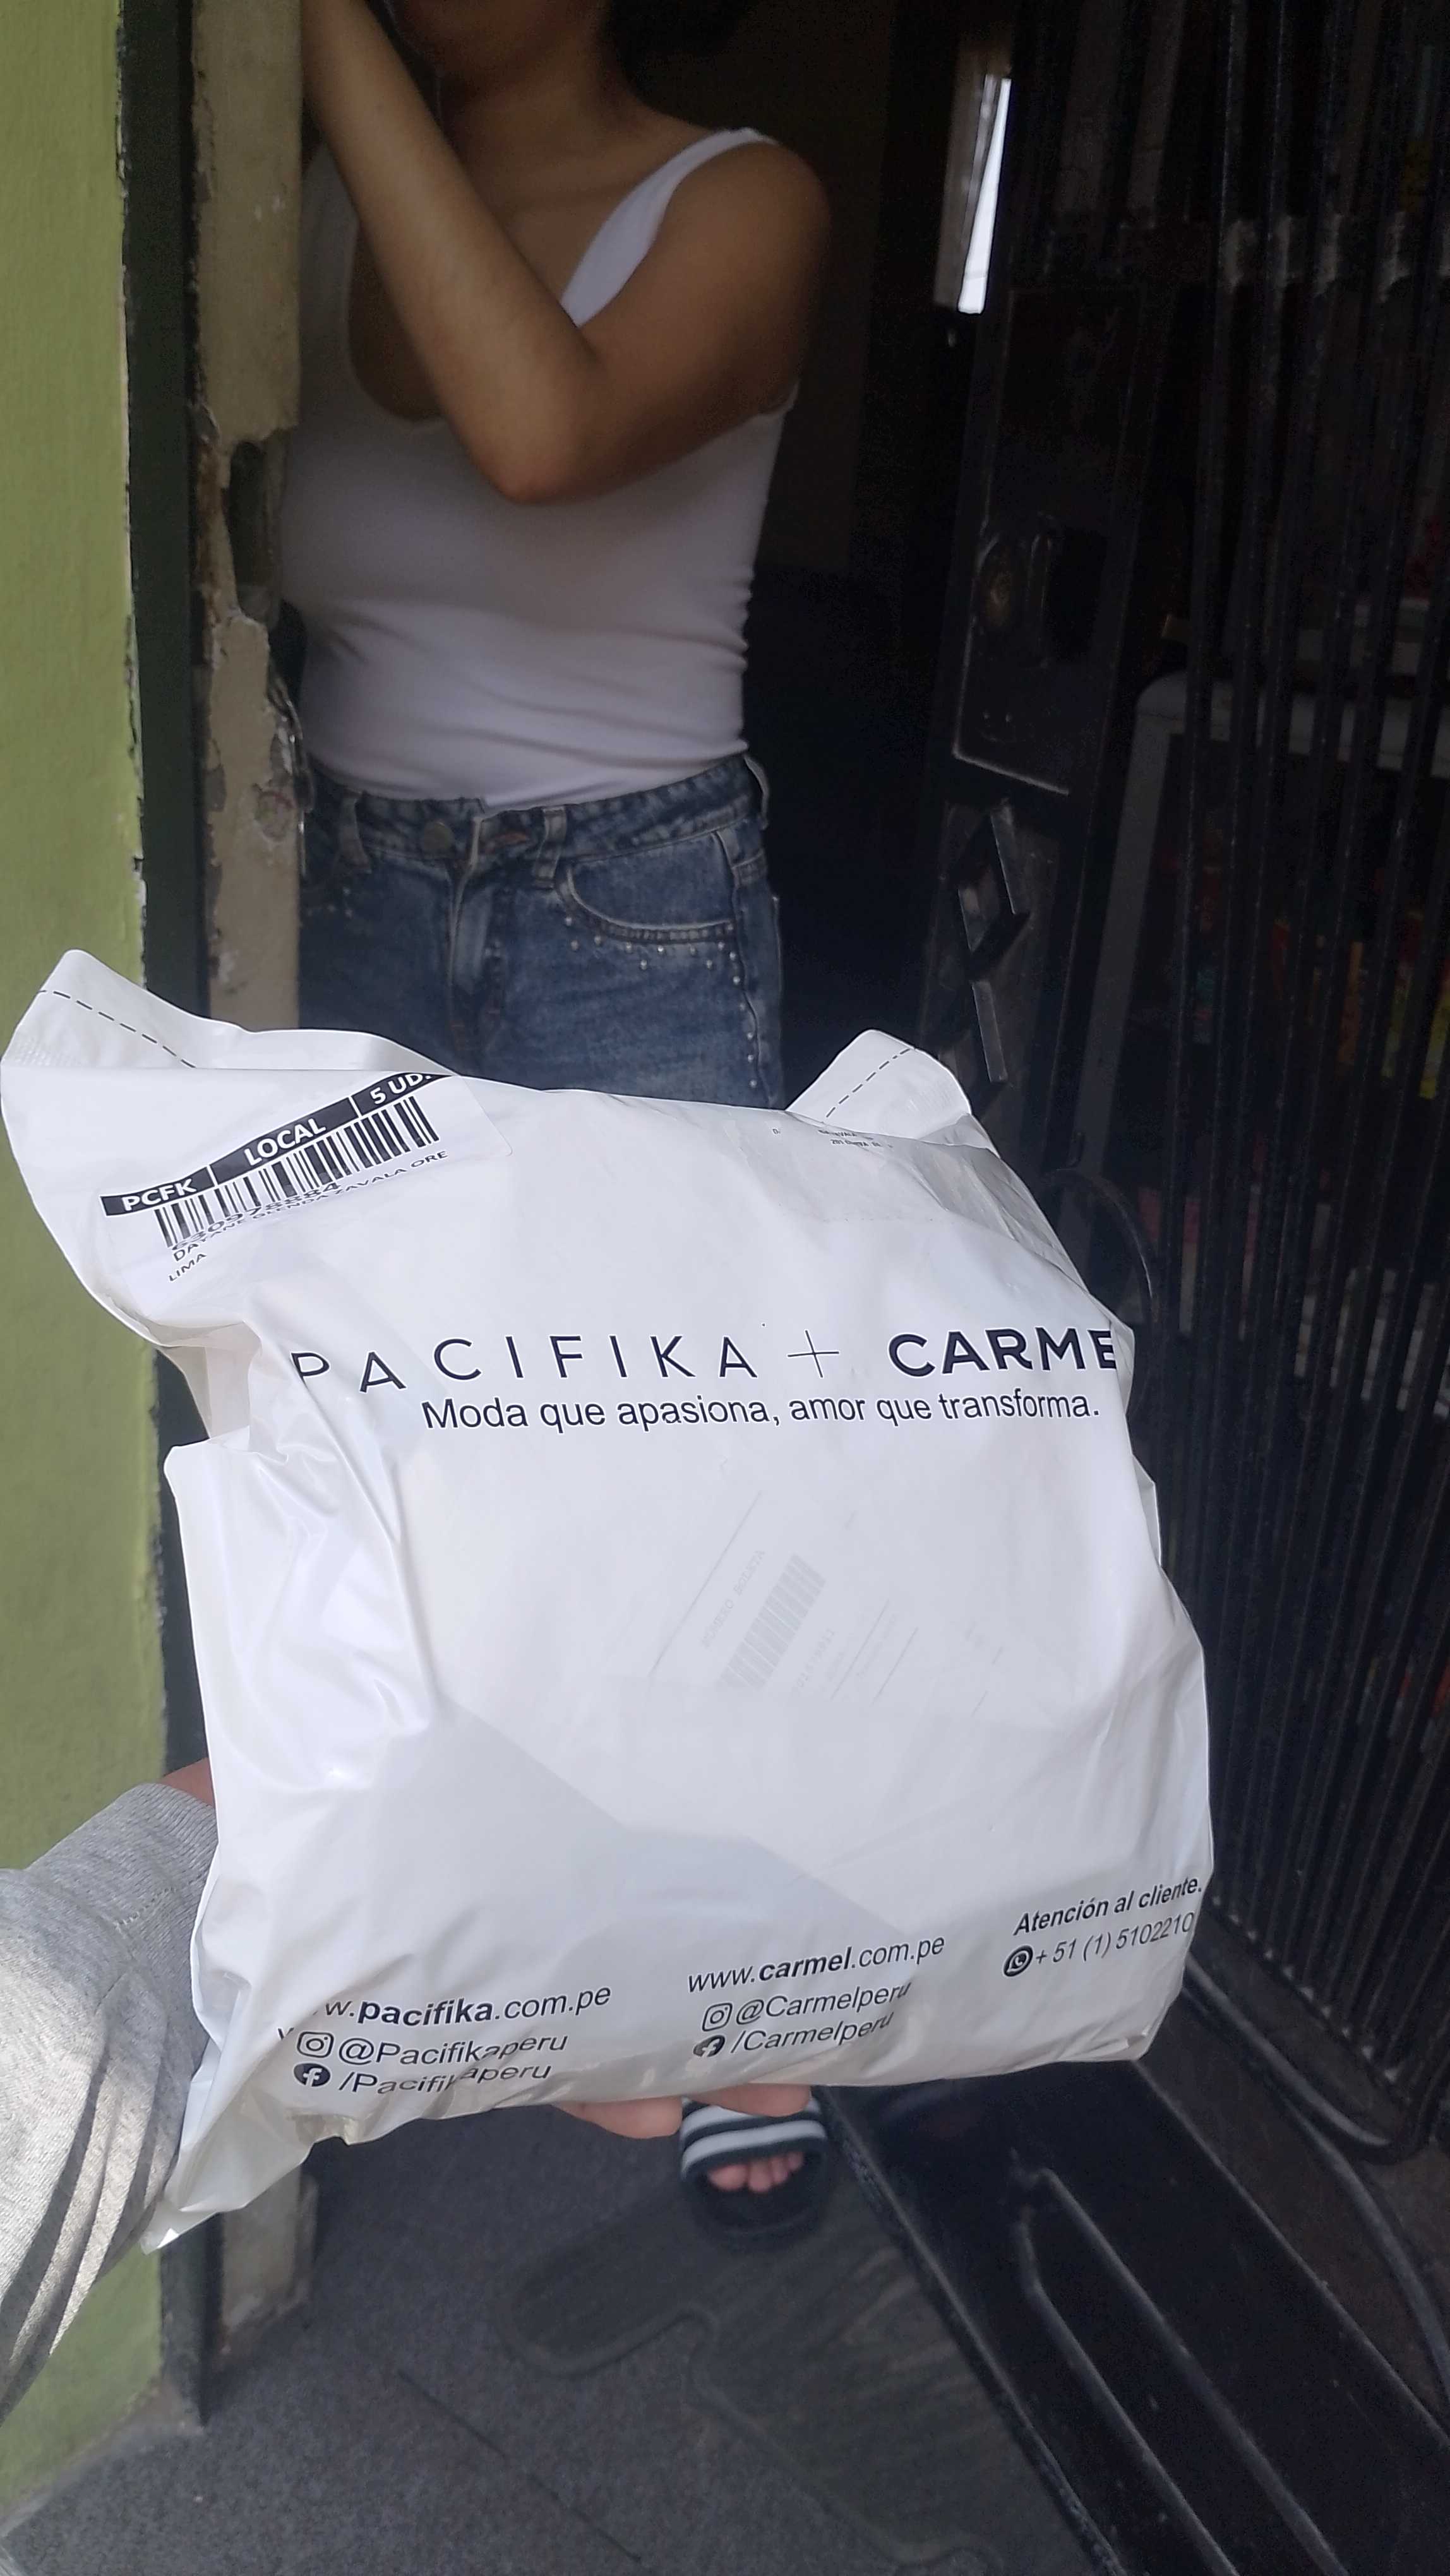 PCFK LOCAL 5 UD.
LIMA
PACIFIKA + CARME
Moda que apasiona, amor que transforma.
w.pacifika.com.pe
@Pacifikaperu
/Pacifikaperu
www.carmel.com.pe
@Carmelperu
/Carmelperu
Atención al cliente.
+ 51 (1) 5102210